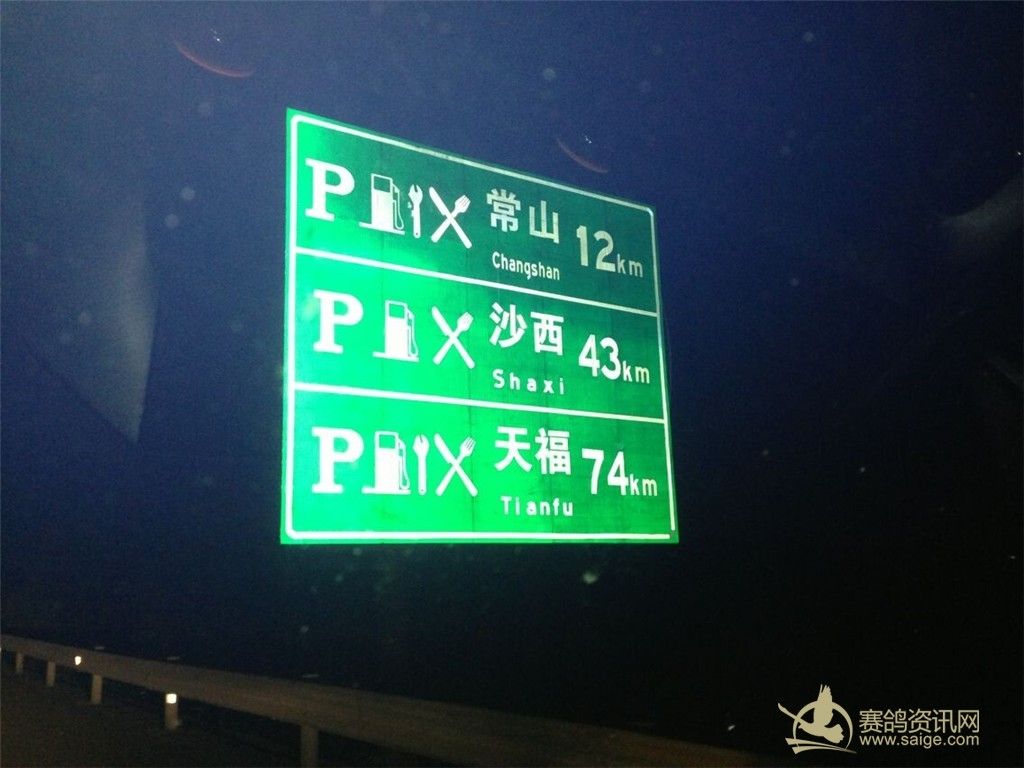 P 常山 12km
Changshan
P 沙西 43km
Shaxi
P 天福 74km
Tianfu
赛鸽资讯网
www.saige.com